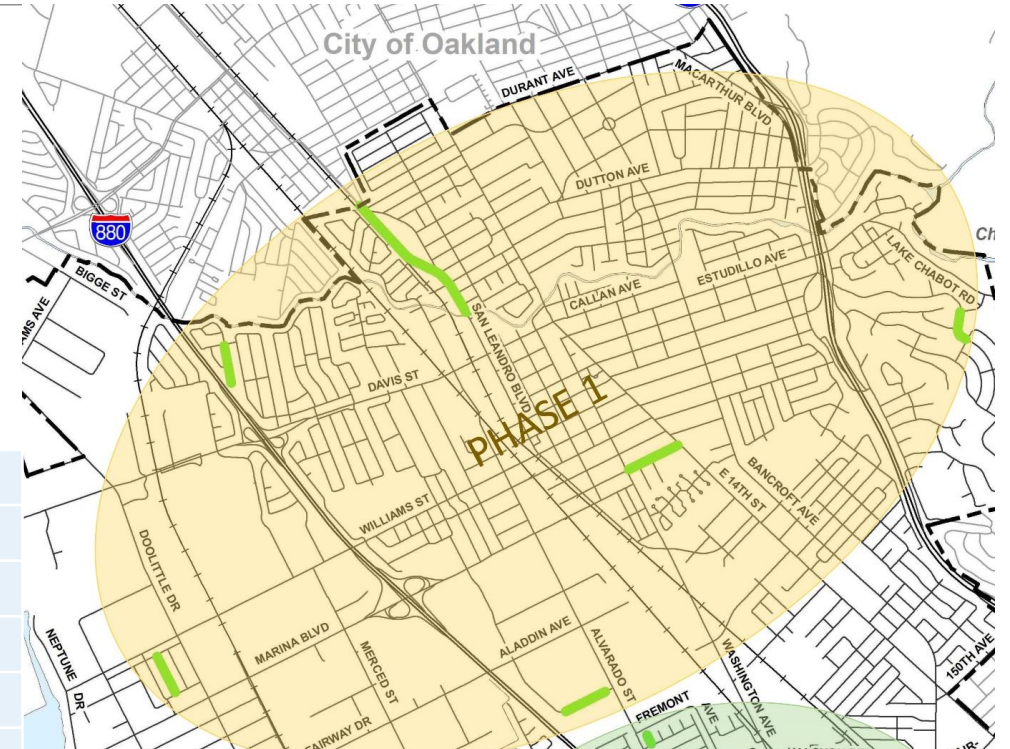 City of Oakland
DURANT AVE
MACARTHUR BLVD
DUTTON AVE
880
BIGGE ST
ESTUDILLO AVE
LAKE CHABOT RD
CALLAN AVE
SAN LEANDRO BLVD
DAVIS ST
PHASE 1
BANCROFT AVE
E 14TH ST
WILLIAMS ST
DOOLITTLE DR
NEPTUNE DR
MARINA BLVD
MERCED ST
ALADDIN AVE
ALVARADO ST
WASHINGTON AVE
150TH AVE
FREMONT AVE
FAIRWAY DR